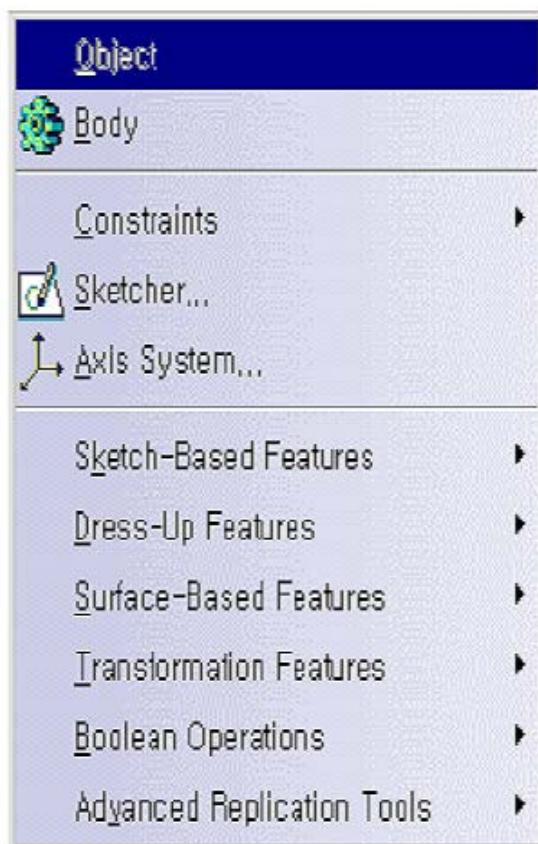 Object
Body
Constraints
Sketcher...
Axis System...
Sketch-Based Features
Dress-Up Features
Surface-Based Features
Transformation Features
Boolean Operations
Advanced Replication Tools